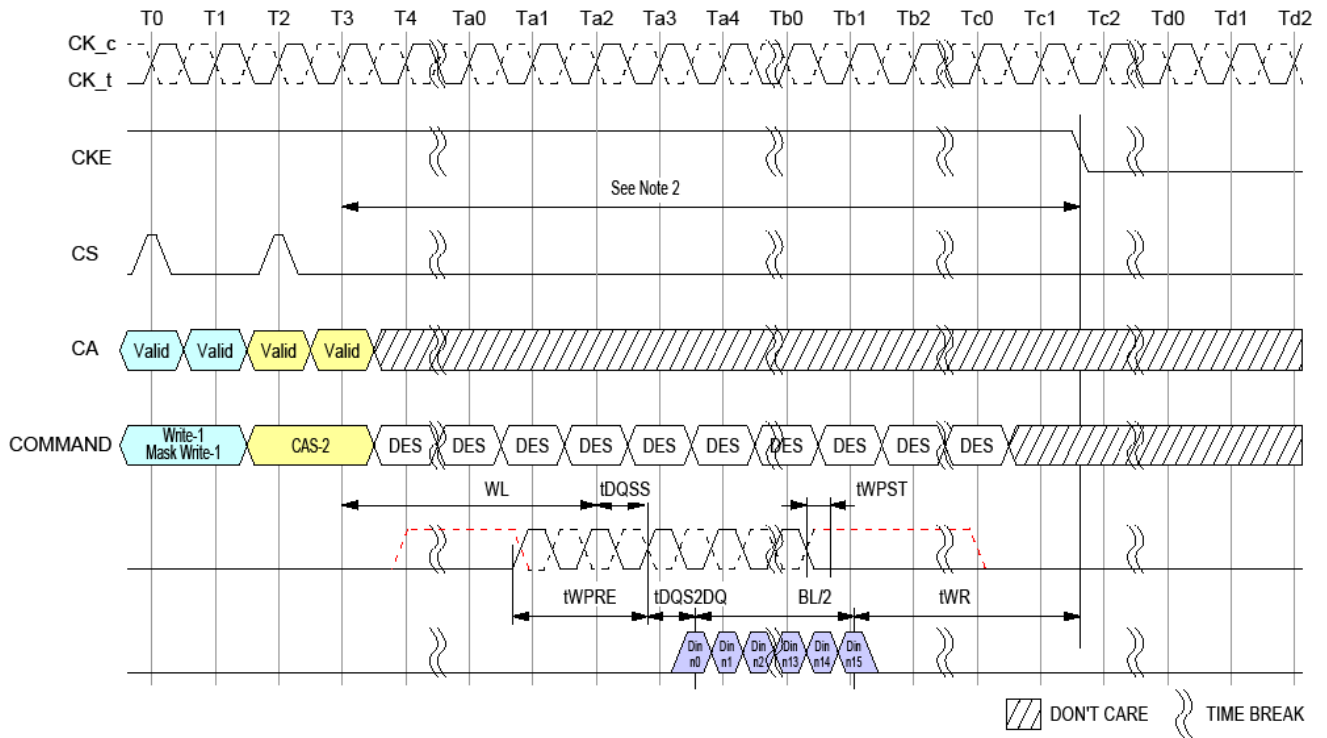 T0 T1 T2 T3 T4 Ta0 Ta1 Ta2 Ta3 Ta4 Tb0 Tb1 Tb2 Tc0 Tc1 Tc2 Td0 Td1 Td2
CK_c
CK_t
CKE
See Note 2
CS
CA Valid Valid Valid Valid
Write-1
COMMAND Mask Write-1 CAS-2 DES DES DES DES DES DES DES DES DES DES
WL tDQSS tWPST
tWPRE tDQS2DQ BL/2 tWR
Din Din Din Din Din Din
n0 n1 n2 n13 n14 n15
DON'T CARE TIME BREAK